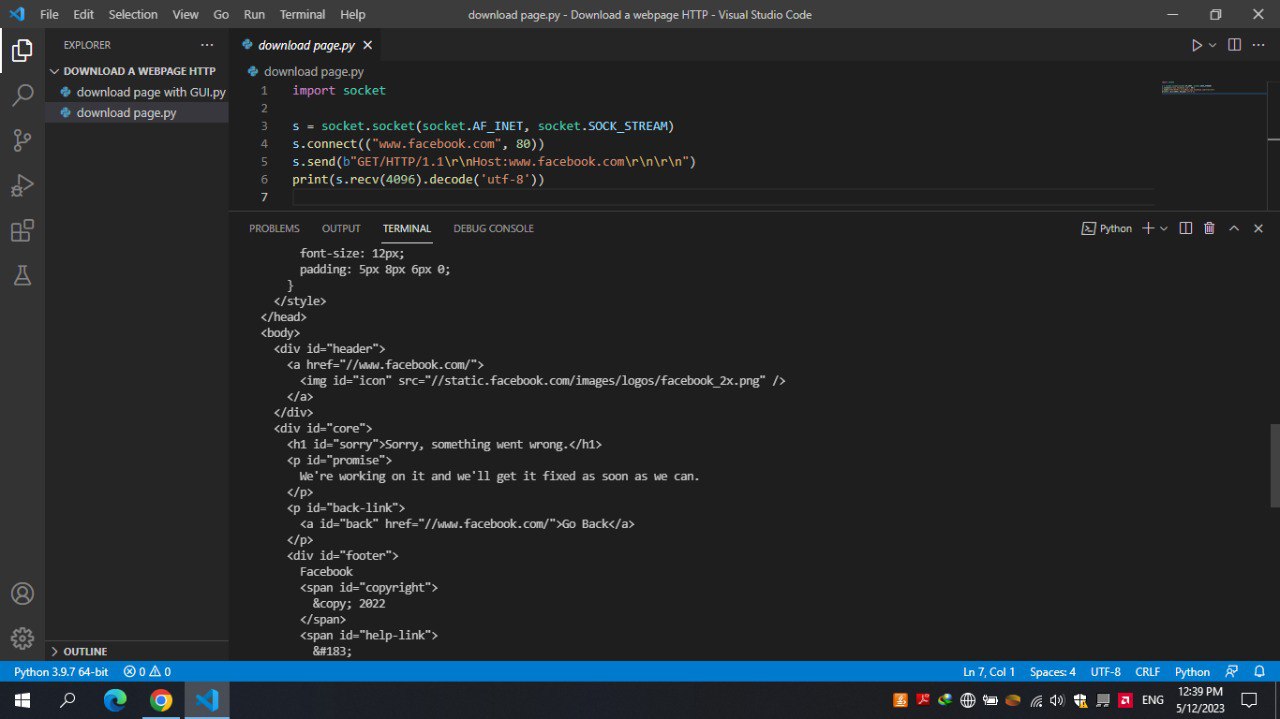 File Edit Selection View Go Run Terminal Help
download page.py - Download a webpage HTTP - Visual Studio Code
EXPLORER
DOWNLOAD A WEBPAGE HTTP
download page with GUI.py
download page.py
OUTLINE
download page.py
download page.py
1 import socket
2
3 s = socket.socket(socket.AF_INET, socket.SOCK_STREAM)
4 s.connect(("www.facebook.com", 80))
5 s.send(b"GET/HTTP/1.1\r\nHost:www.facebook.com\r\n\r\n")
6 print(s.recv(4096).decode('utf-8'))
7
PROBLEMS OUTPUT TERMINAL DEBUG CONSOLE
Python
font-size: 12px;
padding: 5px 8px 6px 0;
}
</style>
</head>
<body>
<div id="header">
<a href="//www.facebook.com/">
<img id="icon" src="//static.facebook.com/images/logos/facebook_2x.png" />
</a>
</div>
<div id="core">
<h1 id="sorry">Sorry, something went wrong.</h1>
<p id="promise">
We're working on it and we'll get it fixed as soon as we can.
</p>
<p id="back-link">
<a id="back" href="//www.facebook.com/">Go Back</a>
</p>
<div id="footer">
Facebook
<span id="copyright">
&copy; 2022
</span>
<span id="help-link">
&#183;
Python 3.9.7 64-bit 0 0
Ln 7, Col 1 Spaces: 4 UTF-8 CRLF Python
ENG
12:39 PM
5/12/2023